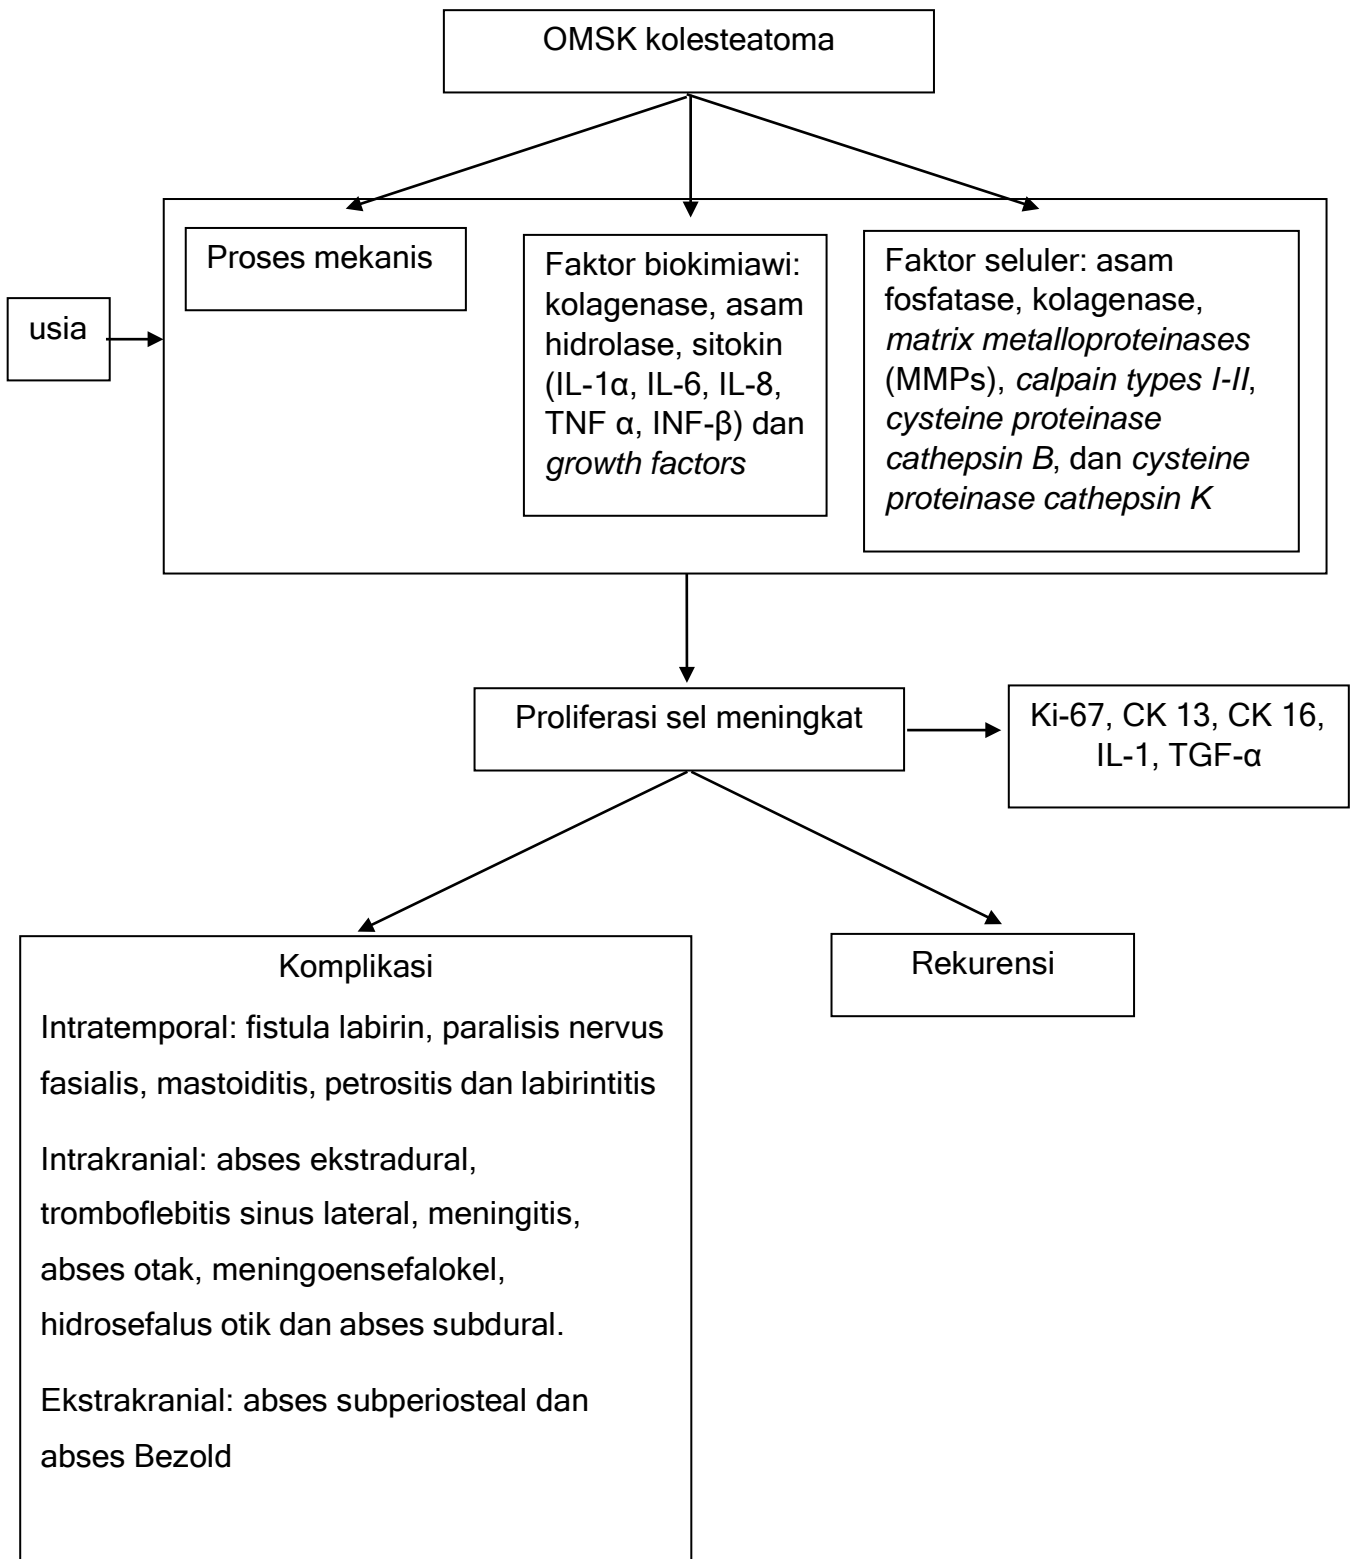 OMSK kolesteatoma
usia
Proses mekanis
Faktor biokimiawi:
kolagenase, asam
hidrolase, sitokin
(IL-1α, IL-6, IL-8,
TNF α, INF-β) dan
growth factors
Faktor seluler: asam
fosfatase, kolagenase,
matrix metalloproteinases
(MMPs), calpain types I-II,
cysteine proteinase
cathepsin B, dan cysteine
proteinase cathepsin K
Proliferasi sel meningkat
Ki-67, CK 13, CK 16,
IL-1, TGF-α
Komplikasi
Intratemporal: fistula labirin, paralisis nervus
fasialis, mastoiditis, petrositis dan labirintitis
Intrakranial: abses ekstradural,
tromboflebitis sinus lateral, meningitis,
abses otak, meningoensefalokel,
hidrosefalus otik dan abses subdural.
Ekstrakranial: abses subperiosteal dan
abses Bezold
Rekurensi